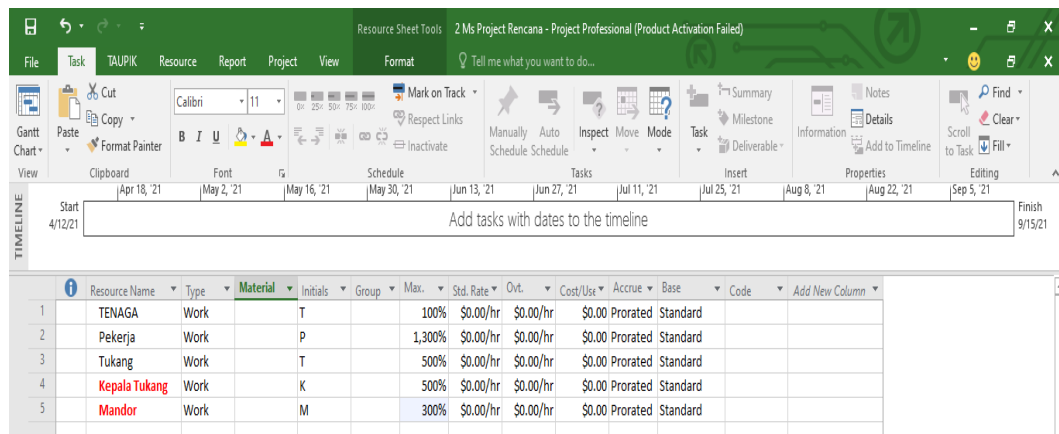 Resource Sheet Tools 2 Ms Project Rencana - Project Professional (Product Activation Failed)
File Task TAUPIK Resource Report Project View Format Tell me what you want to do...
Gantt Chart
View
Paste
Cut
Copy
Format Painter
Clipboard
Calibri 11
B I U A
Font
0× 25× 50× 75× 100×
Mark on Track
Respect Links
Inactivate
Schedule
Manually Schedule
Auto Schedule
Inspect
Move
Mode
Tasks
Task
Summary
Milestone
Deliverable
Insert
Information
Notes
Details
Add to Timeline
Properties
Scroll to Task
Find
Clear
Fill
Editing
TIMELINE
Apr 18, '21 May 2, '21 May 16, '21 May 30, '21 Jun 13, '21 Jun 27, '21 Jul 11, '21 Jul 25, '21 Aug 8, '21 Aug 22, '21 Sep 5, '21
Start
4/12/21
Add tasks with dates to the timeline
Finish
9/15/21
Resource Name Type Material Initials Group Max. Std. Rate Ovt. Cost/Use Accrue Base Code Add New Column
1 TENAGA Work T 100% $0.00/hr $0.00/hr $0.00 Prorated Standard
2 Pekerja Work P 1,300% $0.00/hr $0.00/hr $0.00 Prorated Standard
3 Tukang Work T 500% $0.00/hr $0.00/hr $0.00 Prorated Standard
4 Kepala Tukang Work K 500% $0.00/hr $0.00/hr $0.00 Prorated Standard
5 Mandor Work M 300% $0.00/hr $0.00/hr $0.00 Prorated Standard